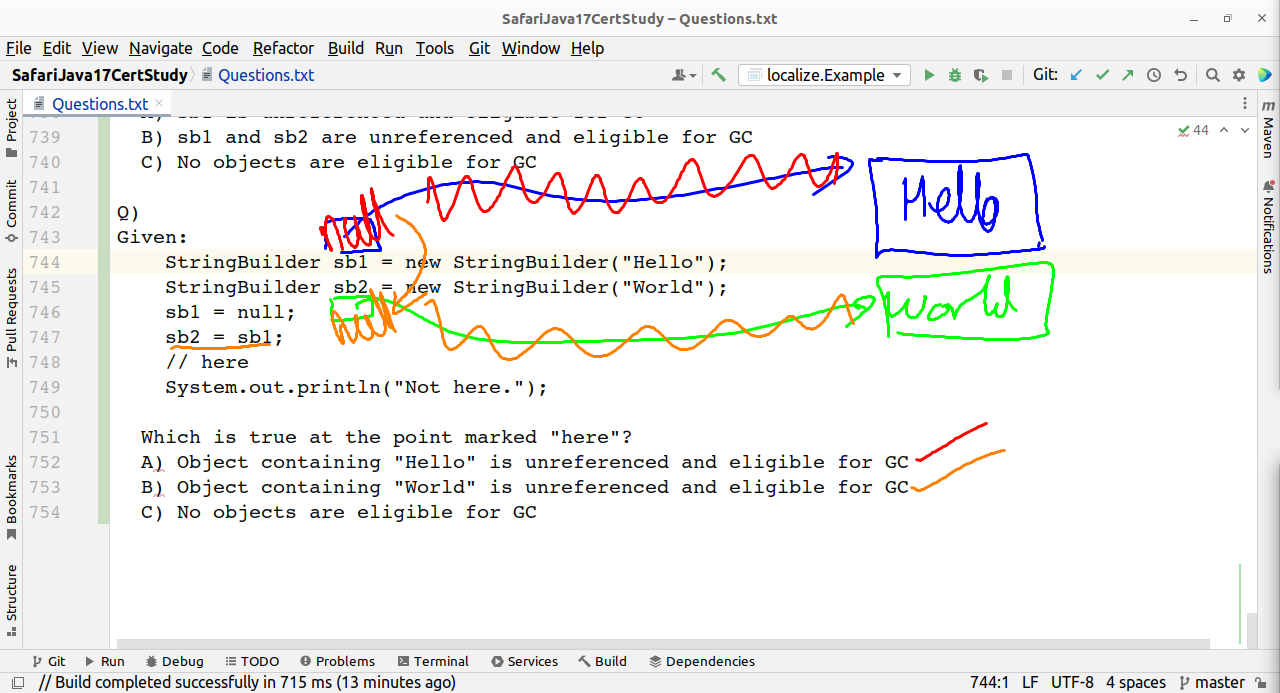 SafariJava17CertStudy – Questions.txt
File Edit View Navigate Code Refactor Build Run Tools Git Window Help
SafariJava17CertStudy Questions.txt localize.Example Git:
Questions.txt
Project
Commit
Pull Requests
Bookmarks
Structure
Maven
Notifications
44
739 B) sb1 and sb2 are unreferenced and eligible for GC
740 C) No objects are eligible for GC
741
742 Q)
743 Given:
744 StringBuilder sb1 = new StringBuilder("Hello");
745 StringBuilder sb2 = new StringBuilder("World");
746 sb1 = null;
747 sb2 = sb1;
748 // here
749 System.out.println("Not here.");
750
751 Which is true at the point marked "here"?
752 A) Object containing "Hello" is unreferenced and eligible for GC
753 B) Object containing "World" is unreferenced and eligible for GC
754 C) No objects are eligible for GC
Hello
World
Git Run Debug TODO Problems Terminal Services Build Dependencies
// Build completed successfully in 715 ms (13 minutes ago) 744:1 LF UTF-8 4 spaces master